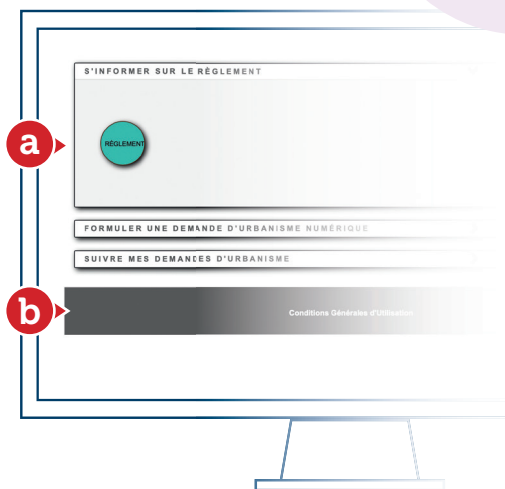 S'INFORMER SUR LE RÈGLEMENT
a
RÈGLEMENT
FORMULER UNE DEMANDE D'URBANISME NUMÉRIQUE
SUIVRE MES DEMANDES D'URBANISME
b
Conditions Générales d'Utilisation